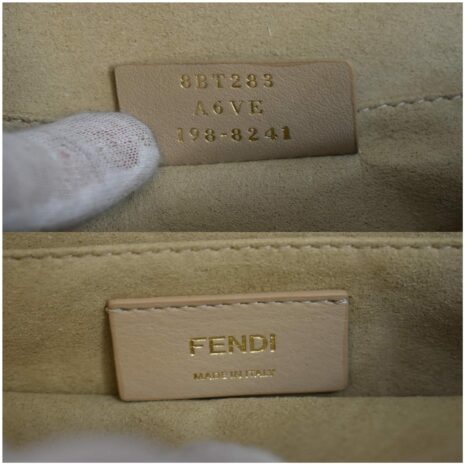 8BT283
A6VE
198-8241
FENDI
MADE IN ITALY